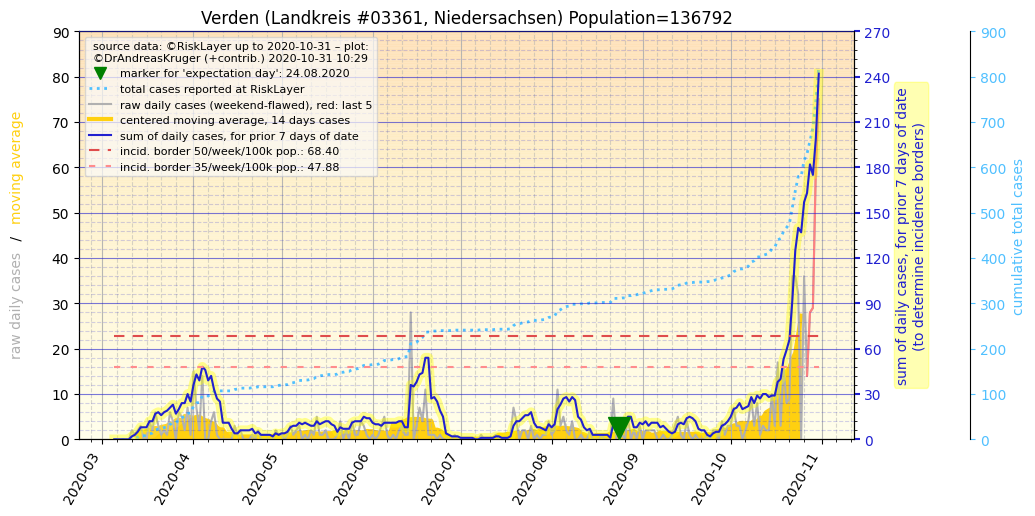 Verden (Landkreis #03361, Niedersachsen) Population=136792
source data: ©RiskLayer up to 2020-10-31 – plot:
©DrAndreasKruger (+contrib.) 2020-10-31 10:29
marker for 'expectation day': 24.08.2020
total cases reported at RiskLayer
raw daily cases (weekend-flawed), red: last 5
centered moving average, 14 days cases
sum of daily cases, for prior 7 days of date
incid. border 50/week/100k pop.: 68.40
incid. border 35/week/100k pop.: 47.88
raw daily cases / moving average
90
80
70
60
50
40
30
20
10
0
2020-03
2020-04
2020-05
2020-06
2020-07
2020-08
2020-09
2020-10
2020-11
270
240
210
180
150
120
90
60
30
0
sum of daily cases, for prior 7 days of date
(to determine incidence borders)
900
800
700
600
500
400
300
200
100
0
cumulative total cases